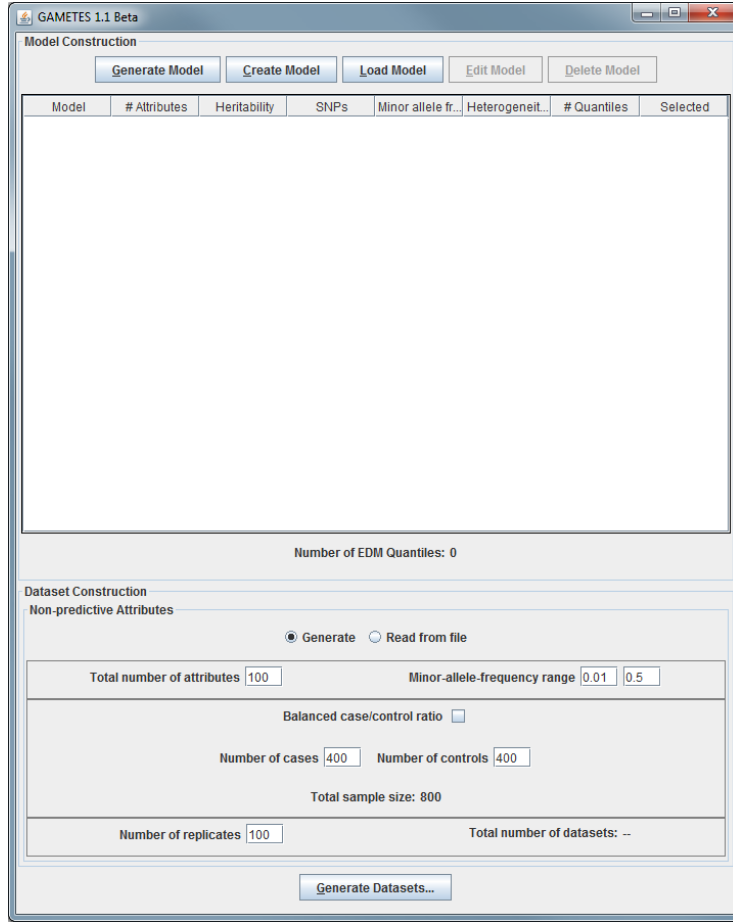 GAMETES 1.1 Beta
Model Construction
Generate Model Create Model Load Model Edit Model Delete Model
Model # Attributes Heritability SNPs Minor allele fr... Heterogeneit... # Quantiles Selected
Number of EDM Quantiles: 0
Dataset Construction
Non-predictive Attributes
Generate Read from file
Total number of attributes 100 Minor-allele-frequency range 0.01 0.5
Balanced case/control ratio
Number of cases 400 Number of controls 400
Total sample size: 800
Number of replicates 100 Total number of datasets: --
Generate Datasets...